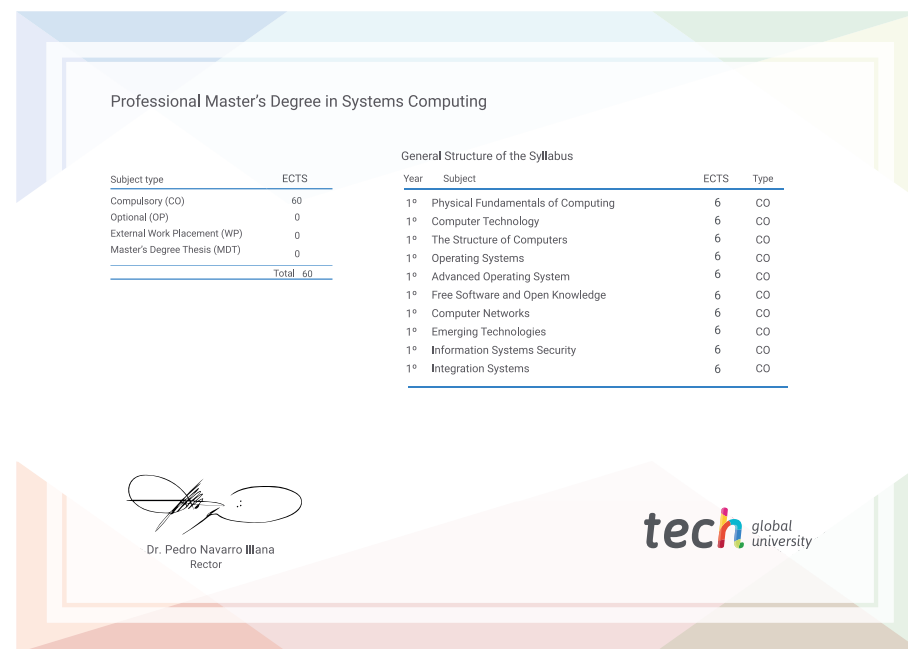 Professional Master’s Degree in Systems Computing
Subject type ECTS
Compulsory (CO) 60
Optional (OP) 0
External Work Placement (WP) 0
Master’s Degree Thesis (MDT) 0
Total 60
General Structure of the Syllabus
Year Subject ECTS Type
1º Physical Fundamentals of Computing 6 CO
1º Computer Technology 6 CO
1º The Structure of Computers 6 CO
1º Operating Systems 6 CO
1º Advanced Operating System 6 CO
1º Free Software and Open Knowledge 6 CO
1º Computer Networks 6 CO
1º Emerging Technologies 6 CO
1º Information Systems Security 6 CO
1º Integration Systems 6 CO
Dr. Pedro Navarro Illana
Rector
tech global
university